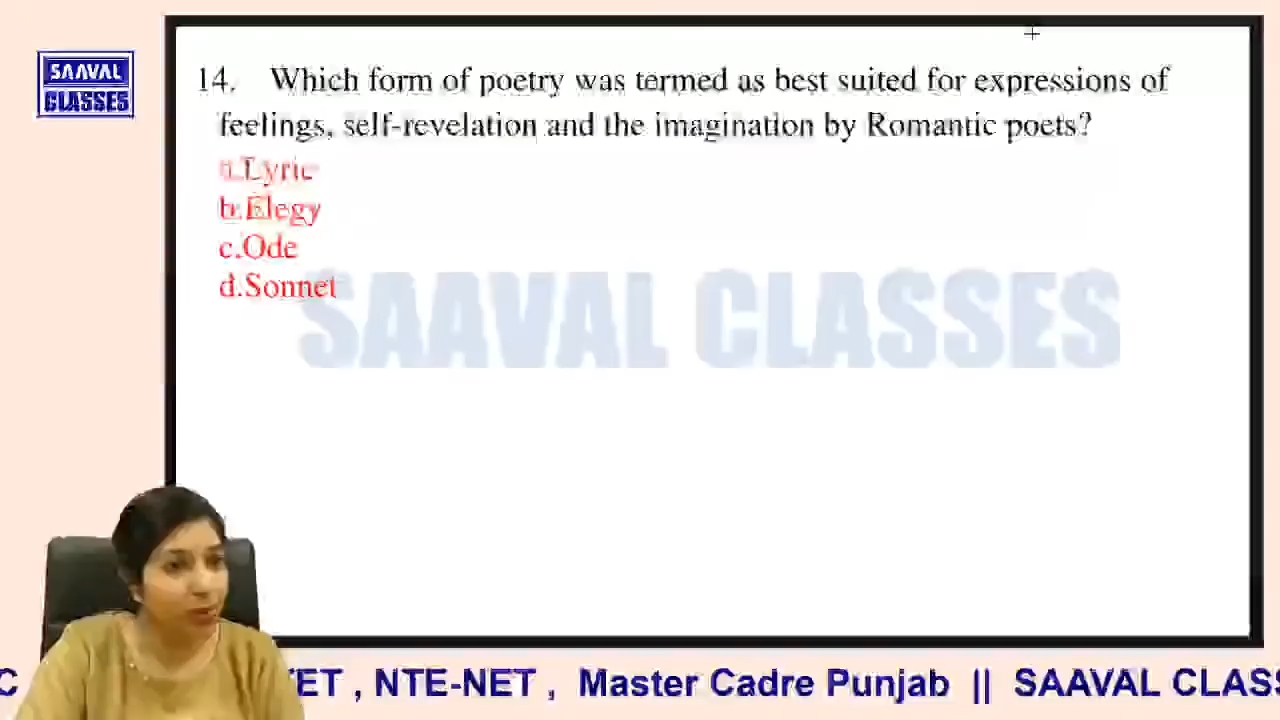 SAAVAL
CLASSES
14. Which form of poetry was termed as best suited for expressions of
feelings, self-revelation and the imagination by Romantic poets?
a.Lyric
b.Elegy
c.Ode
d.Sonnet
SAAVAL CLASSES
C TET , NTE-NET , Master Cadre Punjab || SAAVAL CLASS